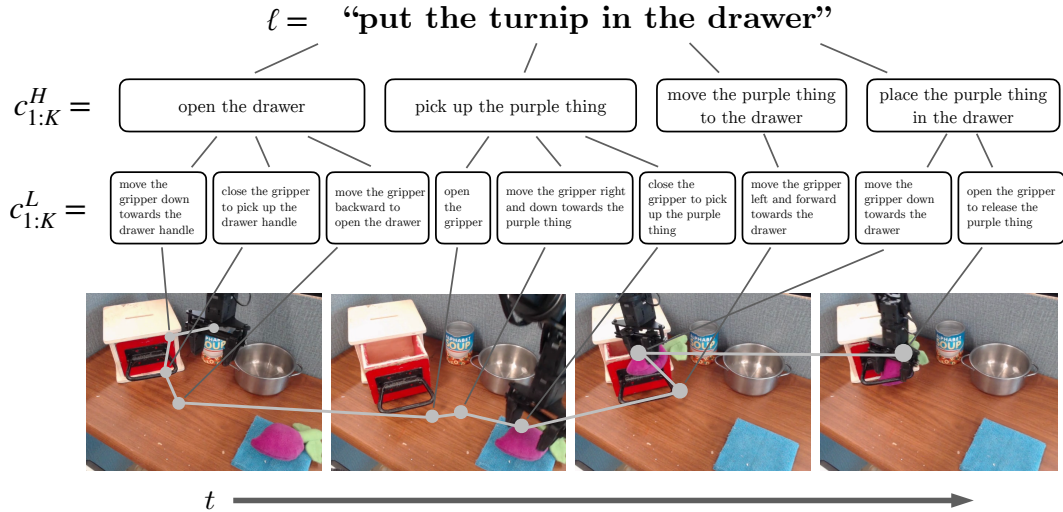 ℓ = “put the turnip in the drawer”
c^H_{1:K} =
open the drawer
pick up the purple thing
move the purple thing
to the drawer
place the purple thing
in the drawer
c^L_{1:K} =
move the
gripper down
towards the
drawer handle
close the gripper
to pick up the
drawer handle
move the gripper
backward to
open the drawer
open
the
gripper
move the gripper right
and down towards the
purple thing
close the
gripper to pick
up the purple
thing
move the gripper
left and forward
towards the
drawer
move the
gripper down
towards the
drawer
open the gripper
to release the
purple thing
SOUP
ALPHABET
SOUP
ALPHABET
SOUP
t